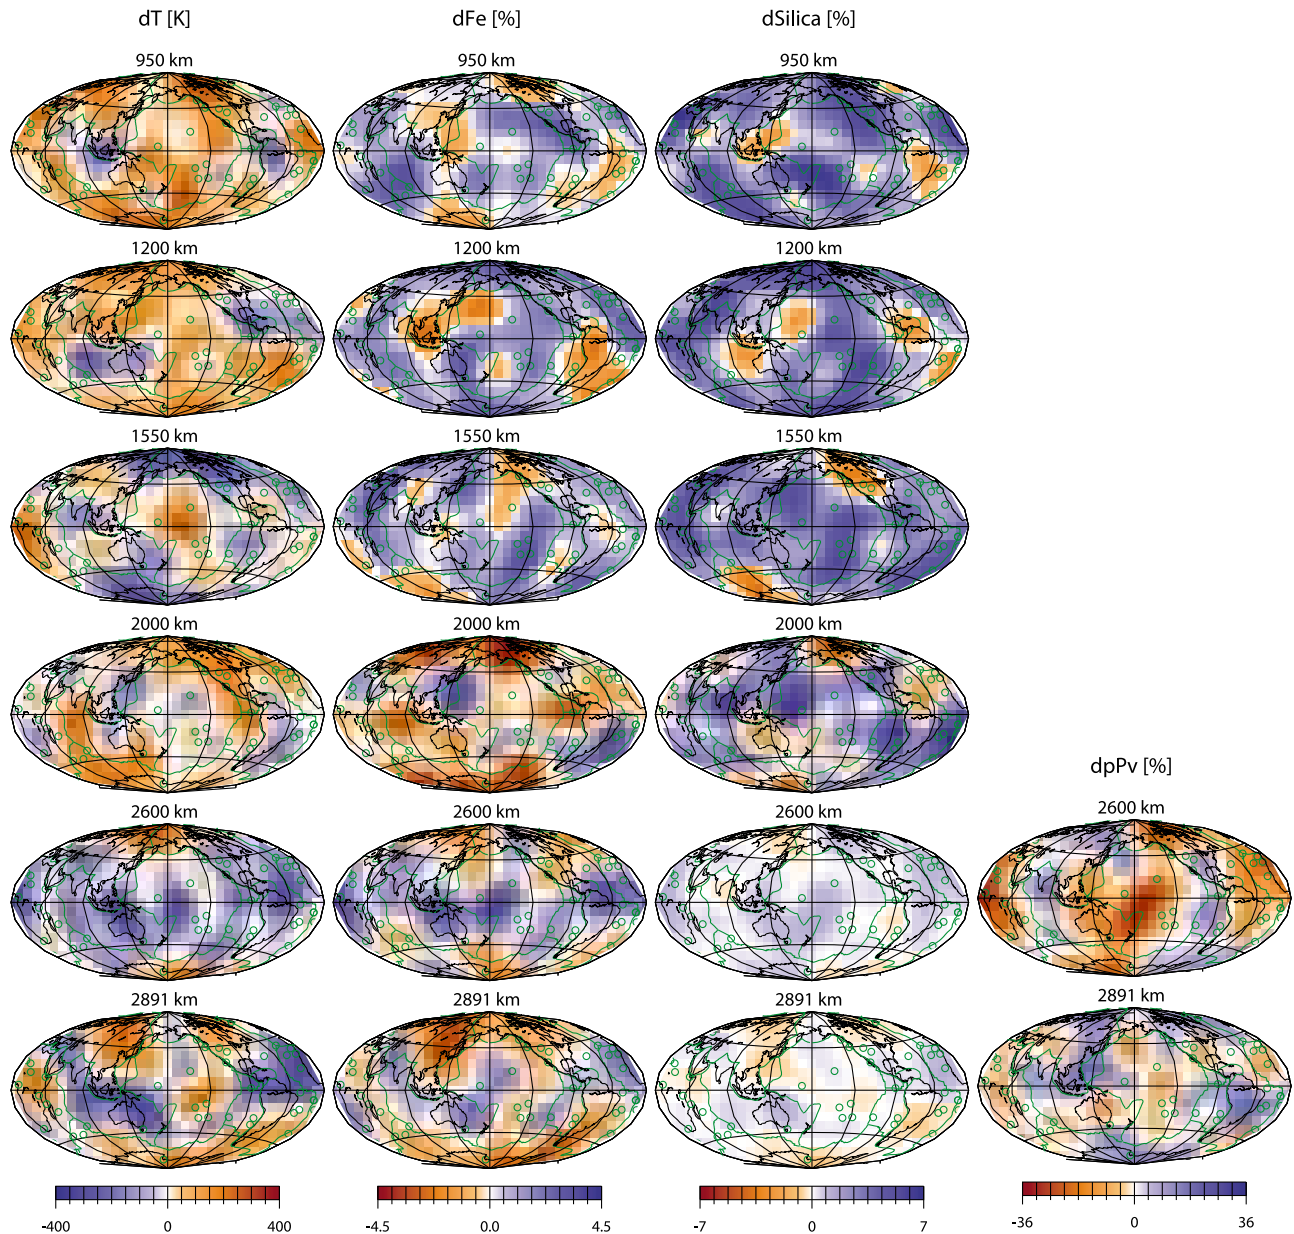 dT [K] dFe [%] dSilica [%]
950 km 950 km 950 km
1200 km 1200 km 1200 km
1550 km 1550 km 1550 km
2000 km 2000 km 2000 km
dpPv [%]
2600 km 2600 km 2600 km 2600 km
2891 km 2891 km 2891 km 2891 km
-400 0 400 -4.5 0.0 4.5 -7 0 7 -36 0 36